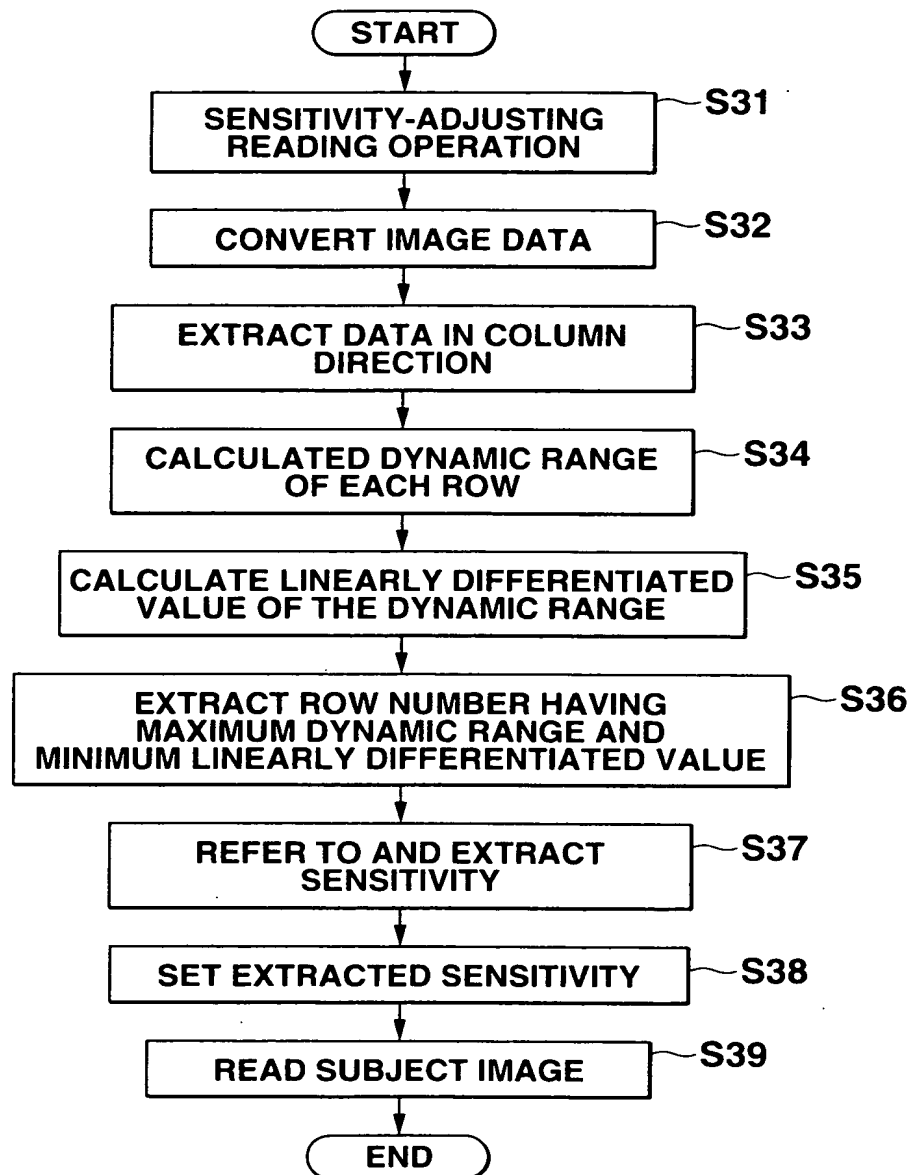 START
S31
SENSITIVITY-ADJUSTING
READING OPERATION
S32
CONVERT IMAGE DATA
S33
EXTRACT DATA IN COLUMN
DIRECTION
S34
CALCULATED DYNAMIC RANGE
OF EACH ROW
S35
CALCULATE LINEARLY DIFFERENTIATED
VALUE OF THE DYNAMIC RANGE
S36
EXTRACT ROW NUMBER HAVING
MAXIMUM DYNAMIC RANGE AND
MINIMUM LINEARLY DIFFERENTIATED VALUE
S37
REFER TO AND EXTRACT
SENSITIVITY
S38
SET EXTRACTED SENSITIVITY
S39
READ SUBJECT IMAGE
END